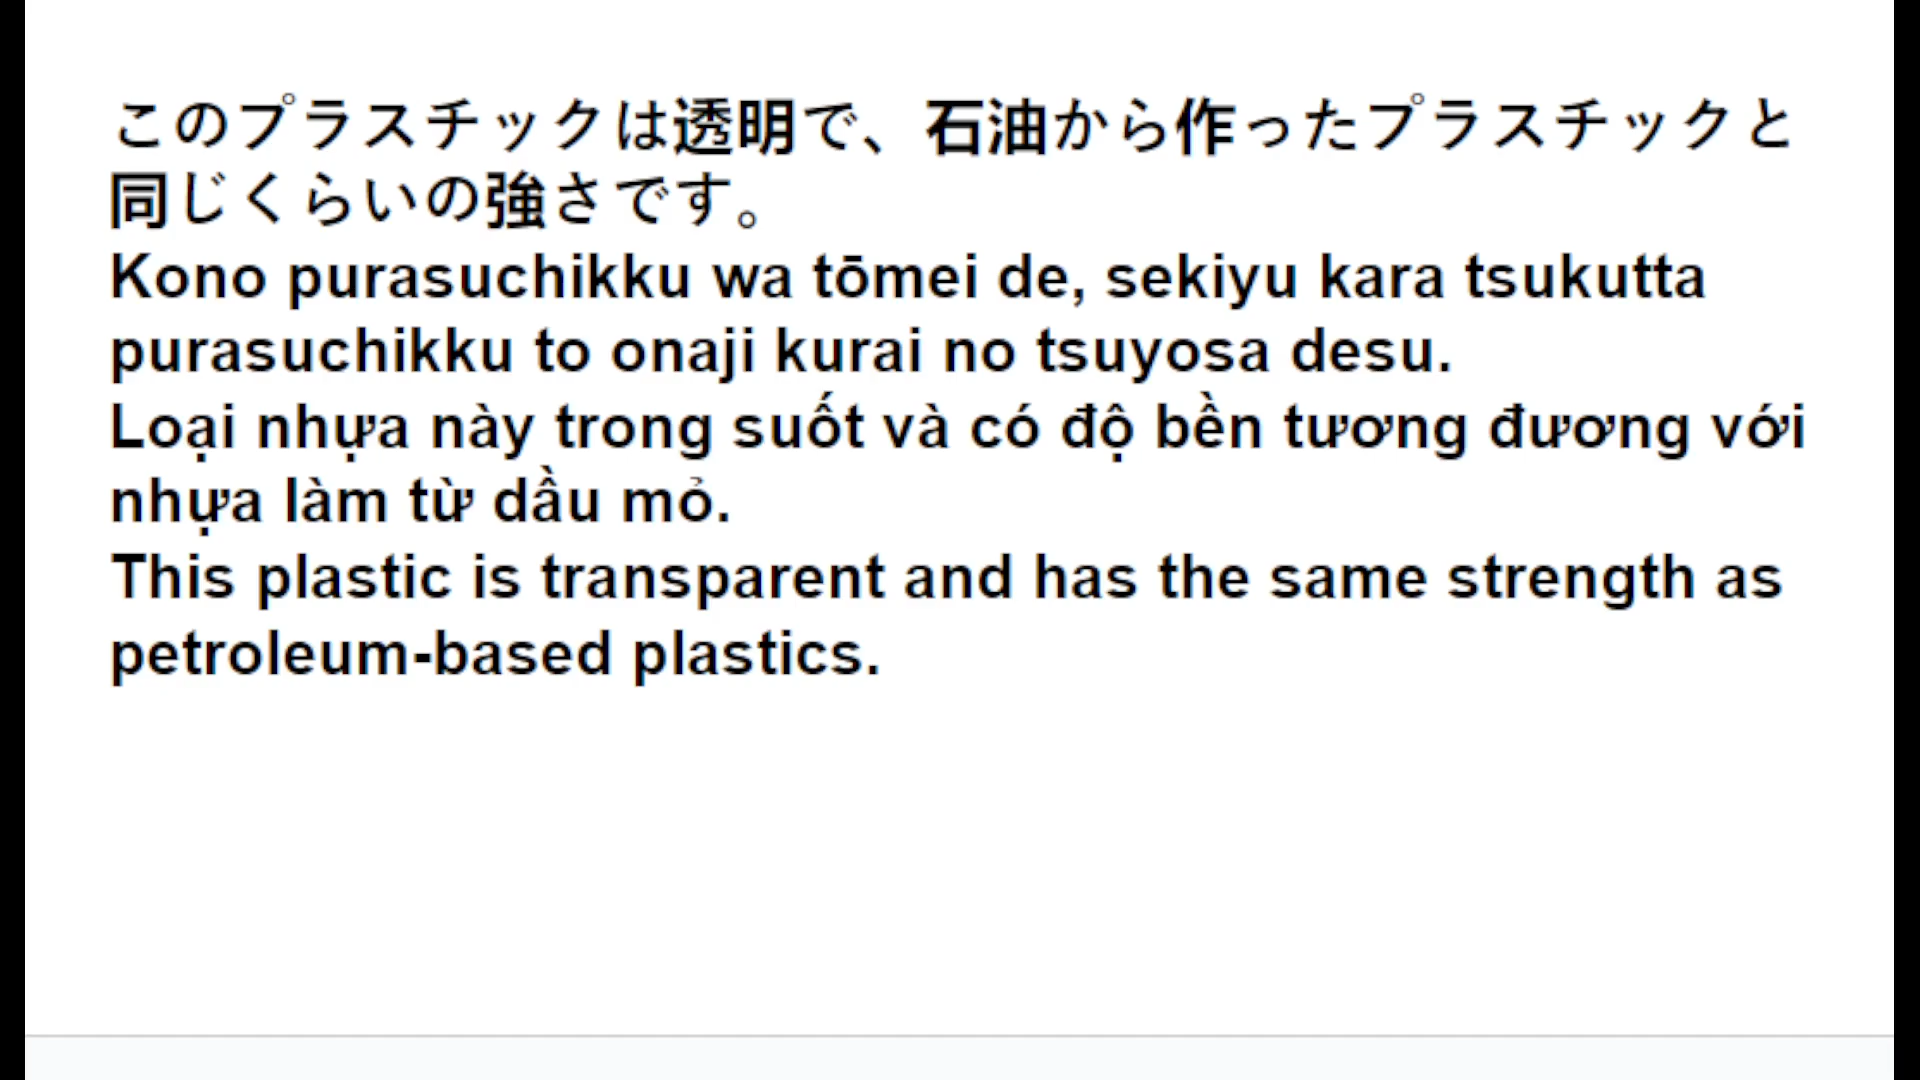 このプラスチックは透明で、石油から作ったプラスチックと
同じくらいの強さです。
Kono purasuchikku wa tōmei de, sekiyu kara tsukutta
purasuchikku to onaji kurai no tsuyosa desu.
Loại nhựa này trong suốt và có độ bền tương đương với
nhựa làm từ dầu mỏ.
This plastic is transparent and has the same strength as
petroleum-based plastics.